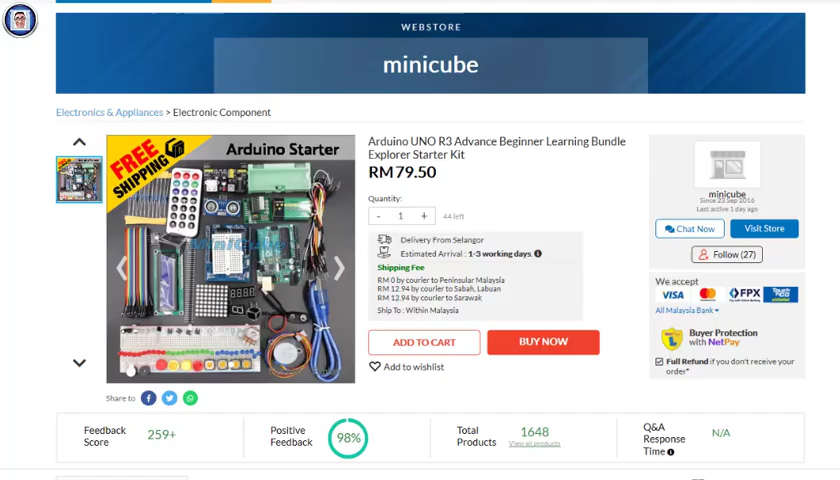 WEBSTORE
minicube
Electronics & Appliances > Electronic Component
FREE
SHIPPING
Arduino Starter
MiniCube
Arduino UNO R3 Advance Beginner Learning Bundle
Explorer Starter Kit
RM79.50
Quantity:
- 1 + 44 left
Delivery From Selangor
Estimated Arrival : 1-3 working days.
Shipping Fee
RM 0 by courier to Peninsular Malaysia
RM 12.94 by courier to Sabah, Labuan
RM 12.94 by courier to Sarawak
Ship To : Within Malaysia
ADD TO CART
BUY NOW
Add to wishlist
Share to
minicube
Since 23 Sep 2016
Last active 1 day ago
Chat Now
Visit Store
Follow (27)
We accept
VISA
FPX
All Malaysia Bank
Buyer Protection
with NetPay
Full Refund if you don't receive your
order*
Feedback
Score
259+
Positive
Feedback
98%
Total
Products
1648
View all products
Q&A
Response
Time
N/A